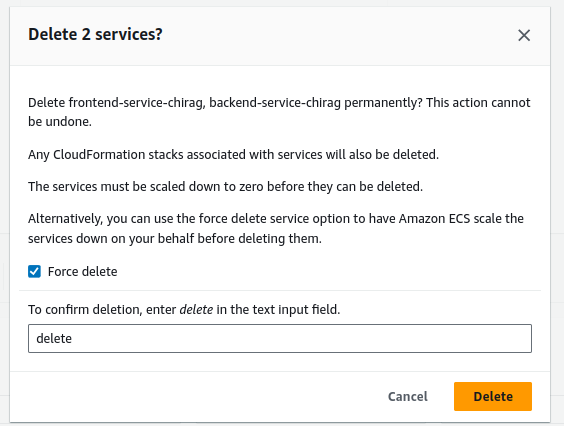 Delete 2 services?
Delete frontend-service-chirag, backend-service-chirag permanently? This action cannot
be undone.
Any CloudFormation stacks associated with services will also be deleted.
The services must be scaled down to zero before they can be deleted.
Alternatively, you can use the force delete service option to have Amazon ECS scale the
services down on your behalf before deleting them.
Force delete
To confirm deletion, enter delete in the text input field.
delete
Cancel
Delete